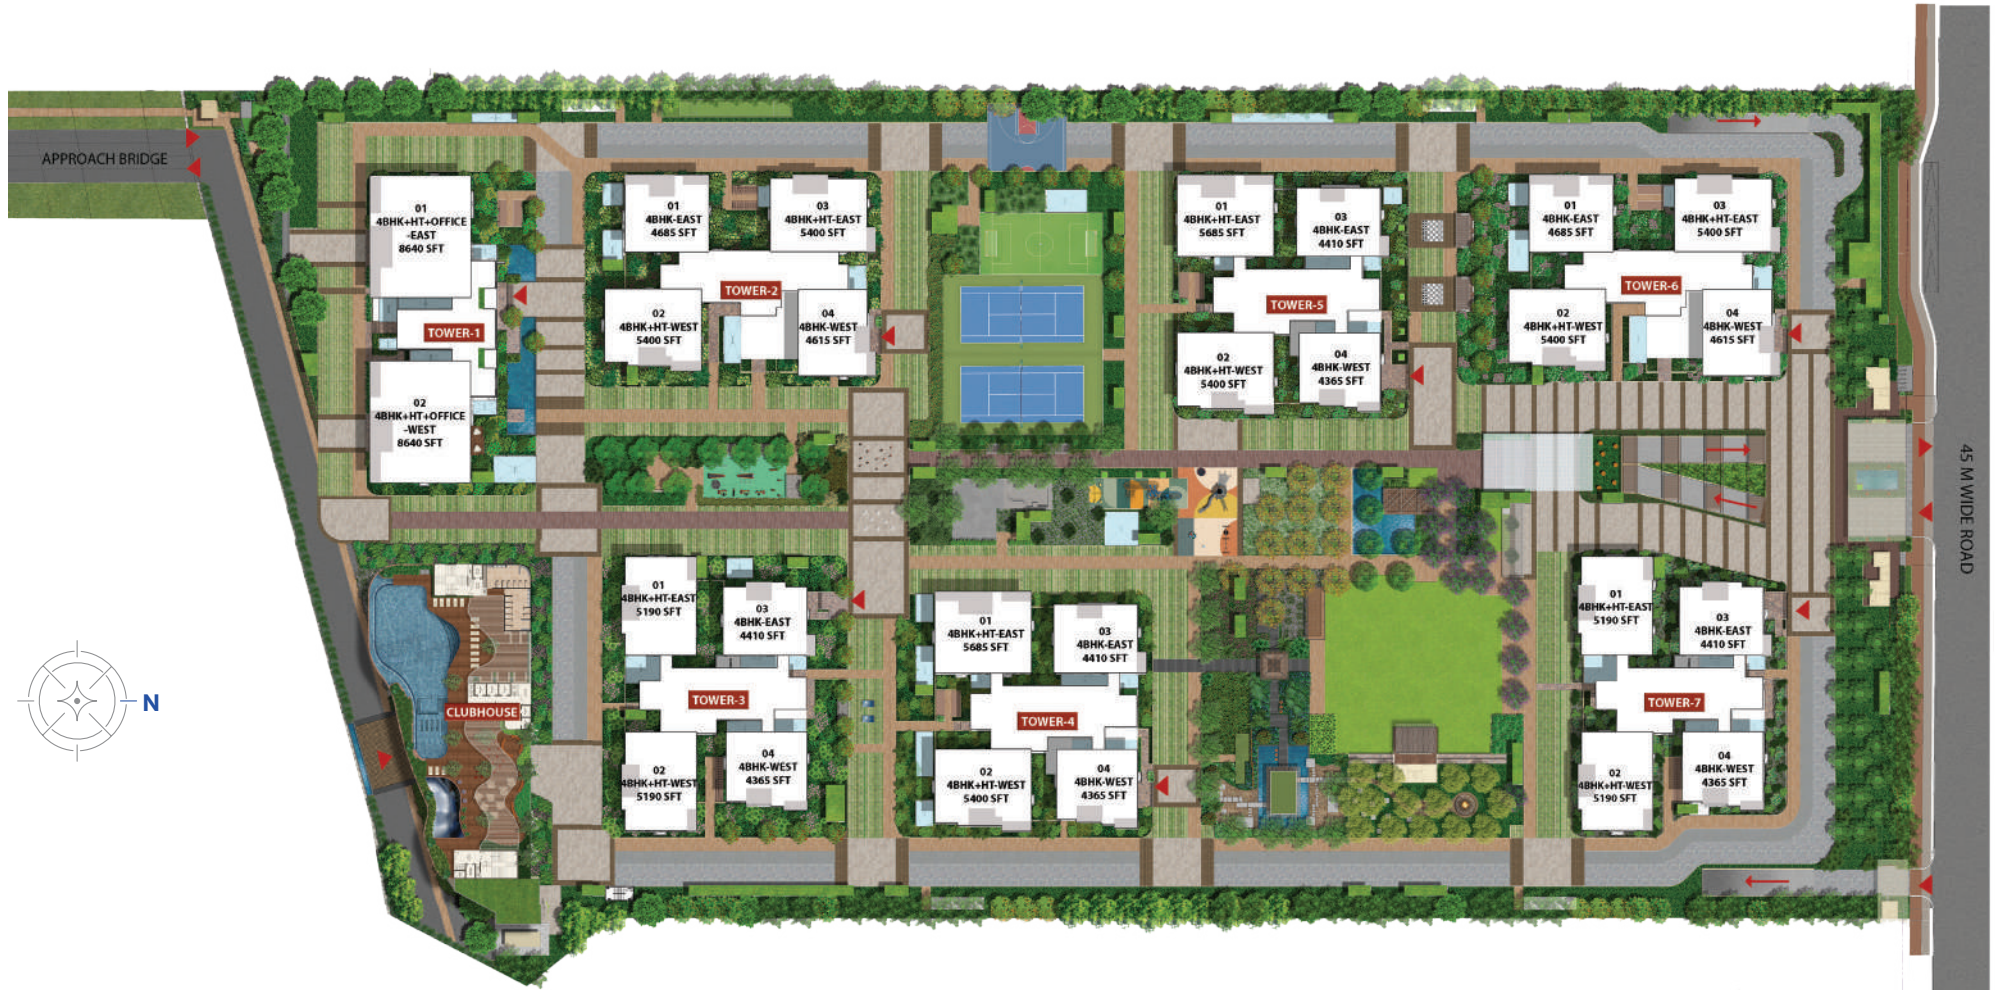 APPROACH BRIDGE
01
4BHK+HT+OFFICE
-EAST
8640 SFT
TOWER-1
02
4BHK+HT+OFFICE
-WEST
8640 SFT
01
4BHK-EAST
4685 SFT
03
4BHK+HT-EAST
5400 SFT
TOWER-2
02
4BHK+HT-WEST
5400 SFT
04
4BHK-WEST
4615 SFT
01
4BHK+HT-EAST
5685 SFT
03
4BHK-EAST
4410 SFT
TOWER-5
02
4BHK+HT-WEST
5400 SFT
04
4BHK-WEST
4365 SFT
01
4BHK-EAST
4685 SFT
03
4BHK+HT-EAST
5400 SFT
TOWER-6
02
4BHK+HT-WEST
5400 SFT
04
4BHK-WEST
4615 SFT
45 M WIDE ROAD
N
CLUBHOUSE
01
4BHK+HT-EAST
5190 SFT
03
4BHK-EAST
4410 SFT
TOWER-3
02
4BHK+HT-WEST
5190 SFT
04
4BHK-WEST
4365 SFT
01
4BHK+HT-EAST
5685 SFT
03
4BHK-EAST
4410 SFT
TOWER-4
02
4BHK+HT-WEST
5400 SFT
04
4BHK-WEST
4365 SFT
01
4BHK+HT-EAST
5190 SFT
03
4BHK-EAST
4410 SFT
TOWER-7
02
4BHK+HT-WEST
5190 SFT
04
4BHK-WEST
4365 SFT